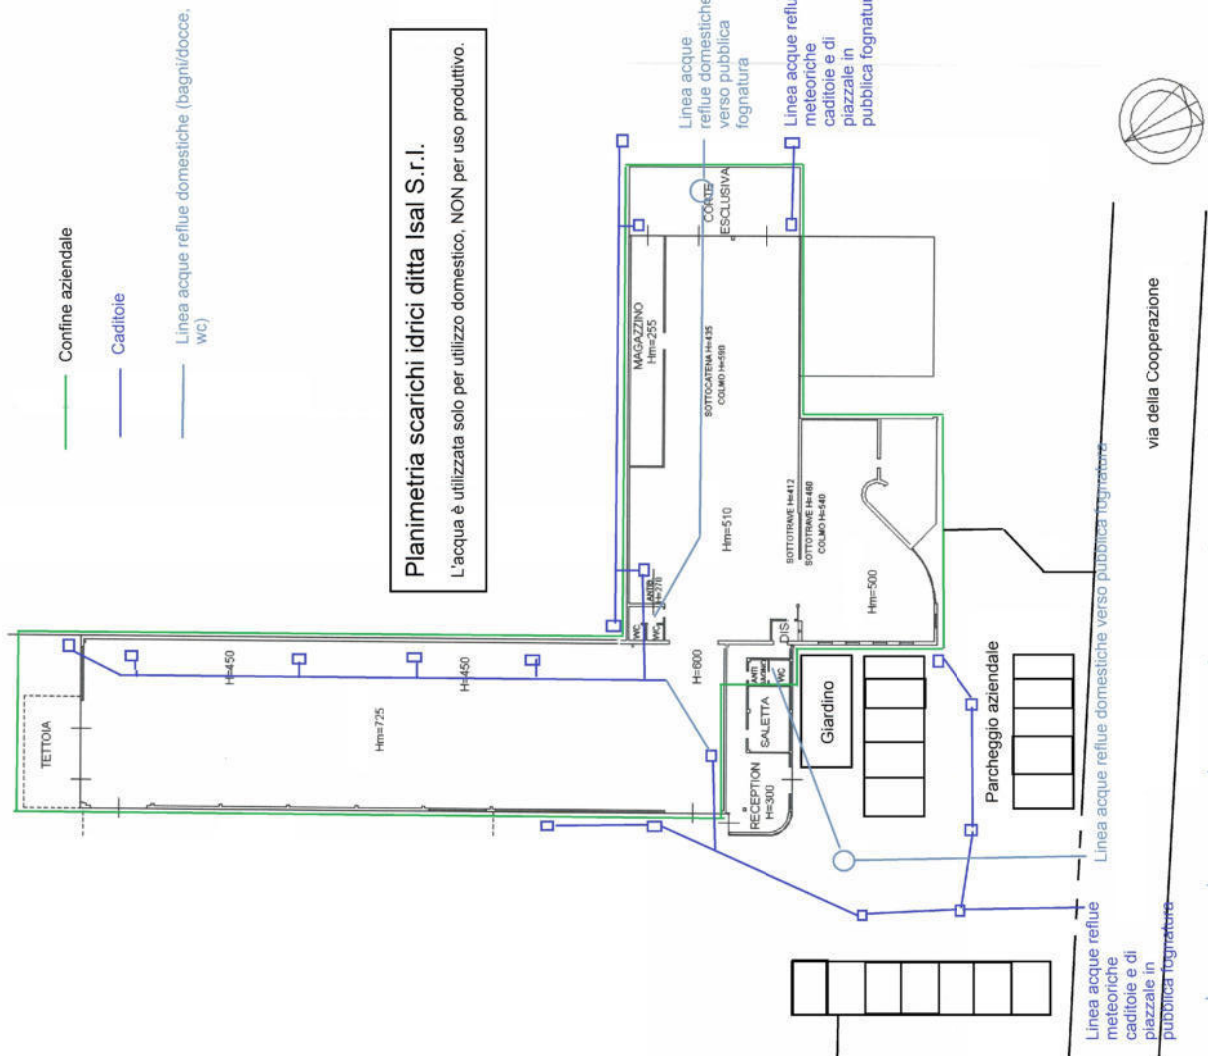 Confine aziendale
Caditoie
Linea acque reflue domestiche (bagni/docce,
wc)
Planimetria scarichi idrici ditta Isal S.r.l.
L'acqua è utilizzata solo per utilizzo domestico, NON per uso produttivo.
Linea acque
reflue domestiche
verso pubblica
fognatura
Linea acque reflue
meteoriche
caditoie e di
piazzale in
pubblica fognatura
TETTOIA
H=450
H=450
Hm=725
H=600
MAGAZZINO
Hm=255
CORTE
ESCLUSIVA
SOTTOCATENA H=435
COLMO H=590
Hm=510
SOTTOTRAVE H=412
SOTTOTRAVE H=480
COLMO H=540
Hm=500
WC
WC
ANTIB
H=270
DIS
ANTI
WC
SALETTA
RECEPTION
H=300
Giardino
Parcheggio aziendale
via della Cooperazione
Linea acque reflue domestiche verso pubblica fognatura
Linea acque reflue
meteoriche
caditoie e di
piazzale in
pubblica fognatura